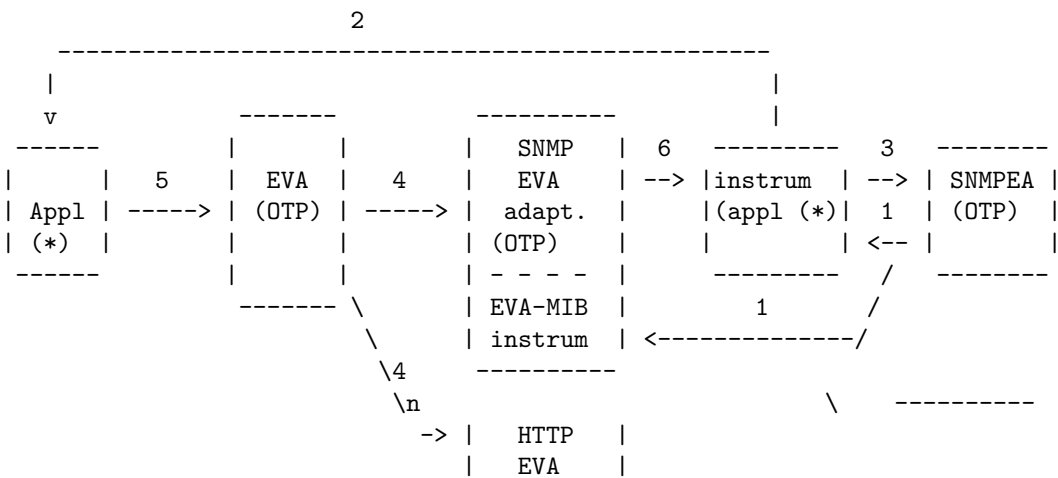 2
    ---------------------------------------------------
   |                                                   |
   v             -------          ----------           |
 ------         |       |        |   SNMP   |  6  ---------   3   --------
|      |   5    |  EVA  |   4    |   EVA    | --> |instrum  | --> | SNMPEA |
| Appl | -----> | (OTP) | -----> |  adapt.  |     |(appl (*)|  1  | (OTP)  |
| (*)  |        |       |        | (OTP)    |     |         | <-- |        |
 ------         |       |        | - - - -  |      ---------   /   --------
                 ------- \       | EVA-MIB  |         1       /
                          \      | instrum  | <--------------/
                           \4     ----------
                            \n                             \    ----------
                              -> |   HTTP   |
                                 |   EVA    |